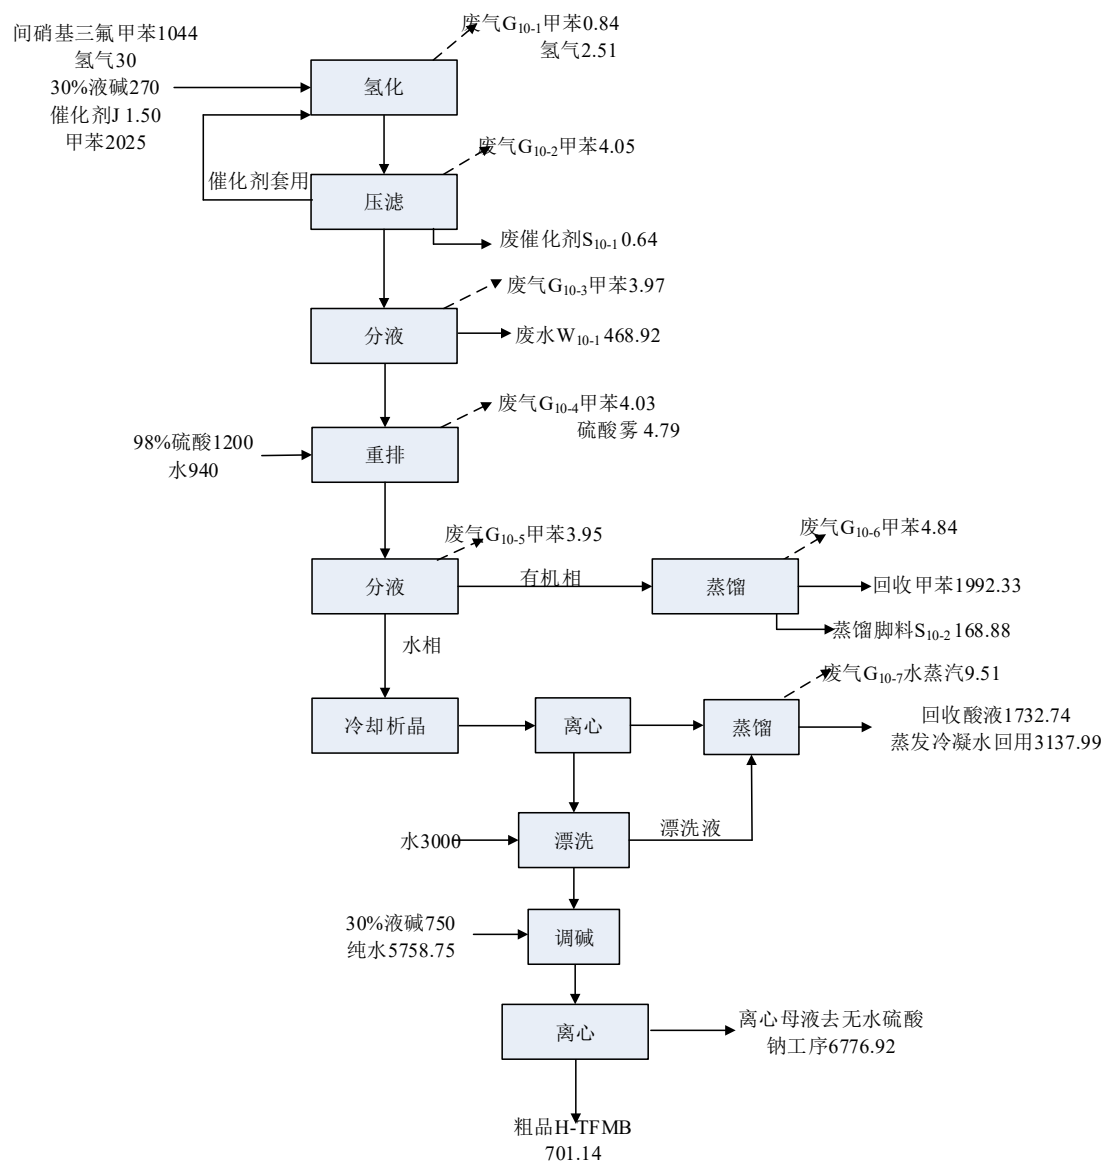 间硝基三氟甲苯1044
氢气30
30%液碱270
催化剂J 1.50
甲苯2025
废气G10-1甲苯0.84
氢气2.51
氢化
废气G10-2甲苯4.05
催化剂套用
压滤
废催化剂S10-1 0.64
废气G10-3甲苯3.97
分液
废水W10-1 468.92
废气G10-4甲苯4.03
硫酸雾 4.79
98%硫酸1200
水940
重排
废气G10-5甲苯3.95
分液
有机相
废气G10-6甲苯4.84
蒸馏
回收甲苯1992.33
蒸馏脚料S10-2 168.88
水相
废气G10-7水蒸汽9.51
冷却析晶
离心
蒸馏
回收酸液1732.74
蒸发冷凝水回用3137.99
水3000
漂洗
漂洗液
30%液碱750
纯水5758.75
调碱
离心
离心母液去无水硫酸
钠工序6776.92
粗品H-TFMB
701.14